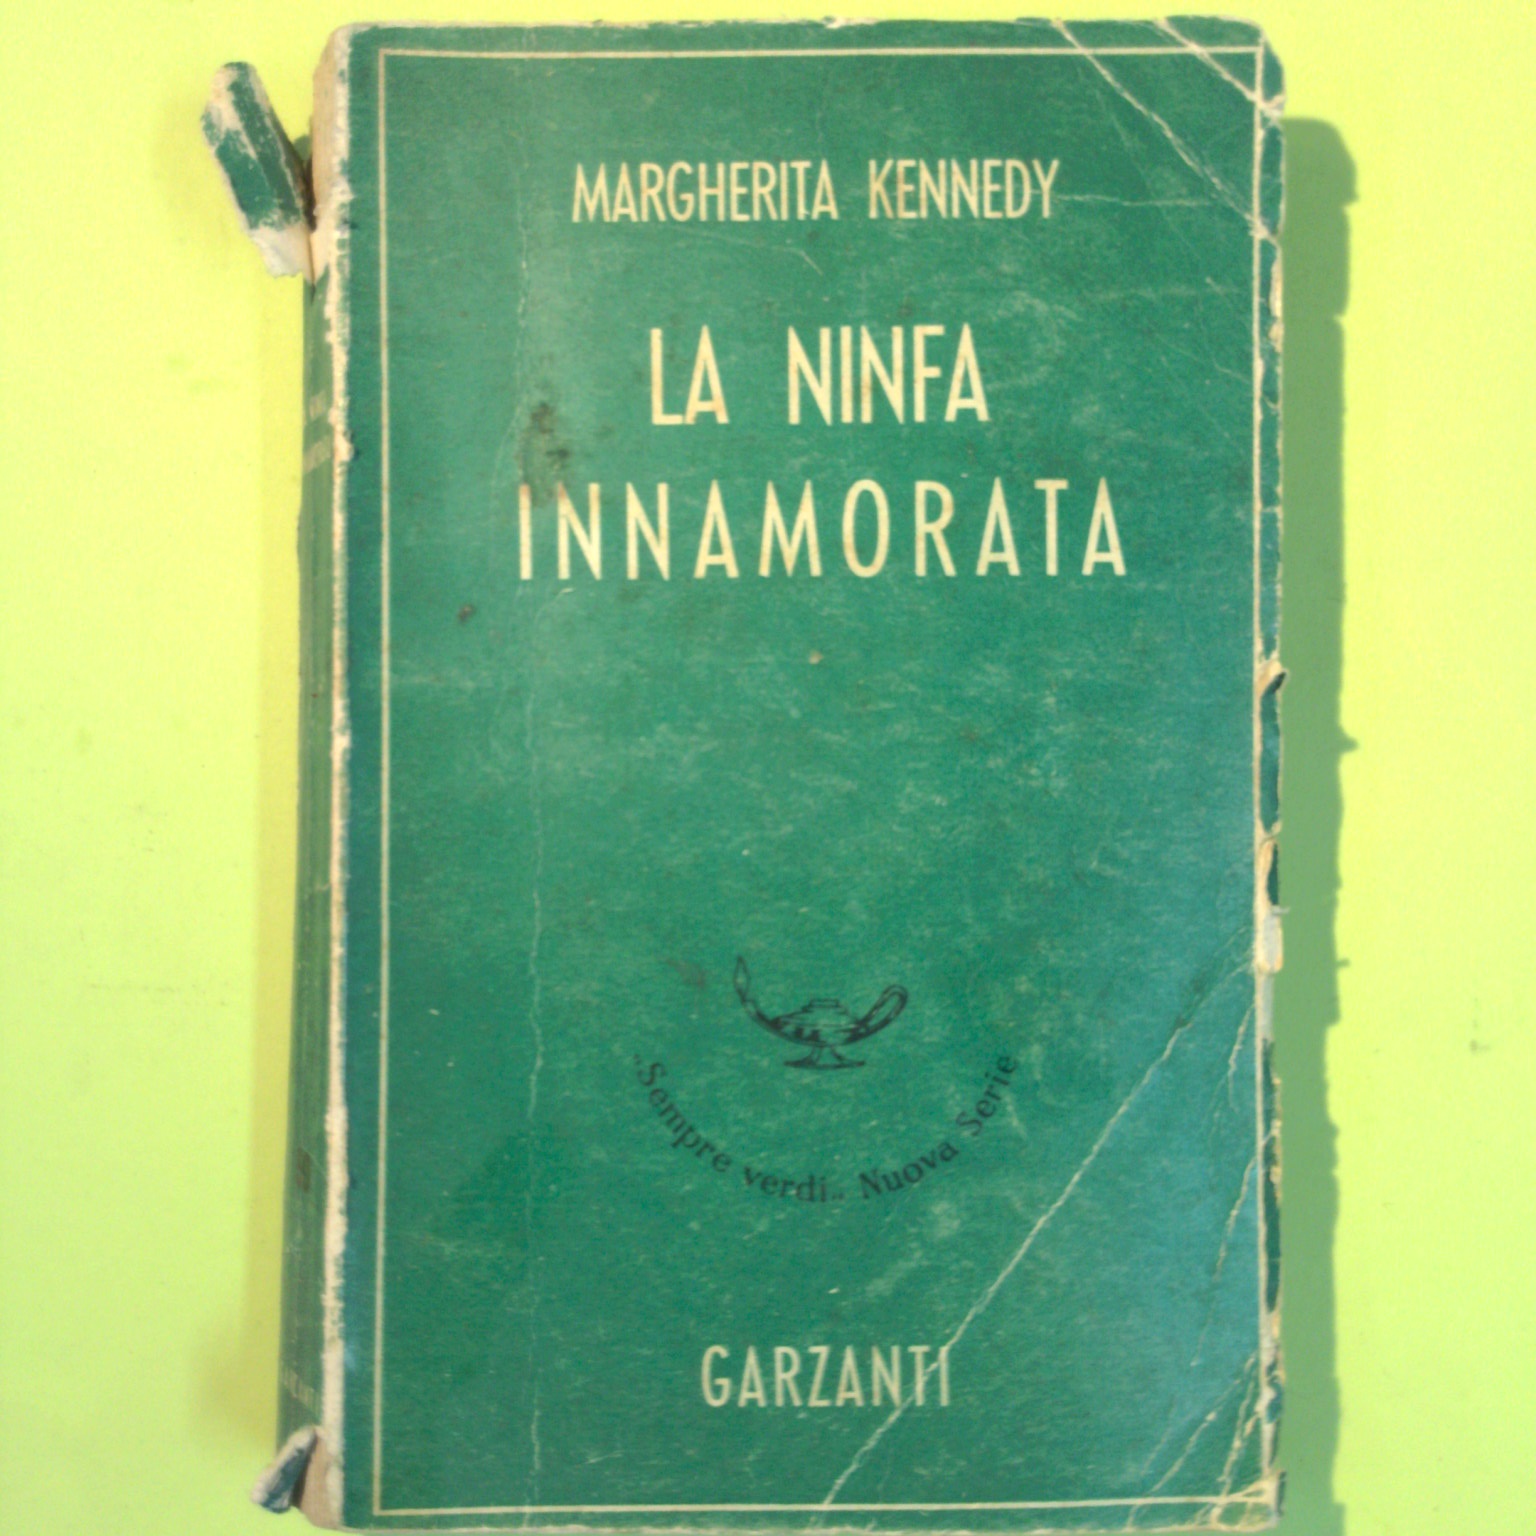 MARGHERITA KENNEDY
LA NINFA
INNAMORATA
„Sempre verdi„ Nuova Serie
GARZANTI